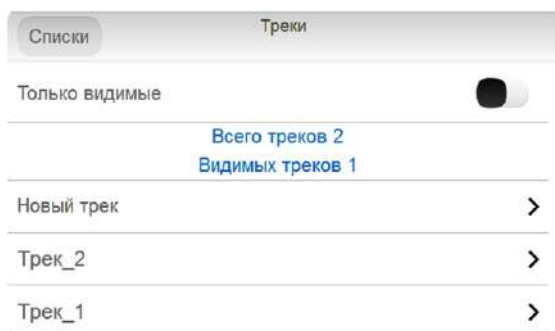 Треки
Списки
Только видимые
Всего треков 2
Видимых треков 1
Новый трек
Трек_2
Трек_1